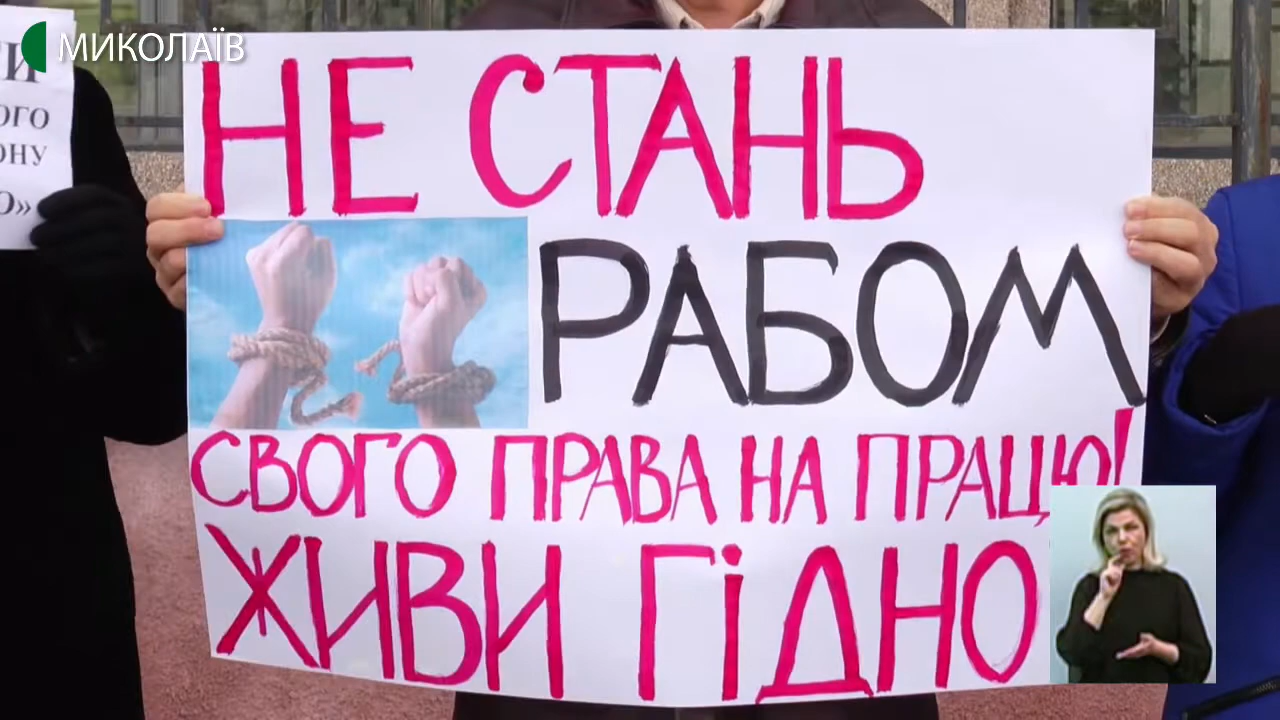 МИКОЛАЇВ
НЕ СТАНЬ
РАБОМ
СВОГО ПРАВА НА ПРАЦЮ!
ЖИВИ ГІДНО